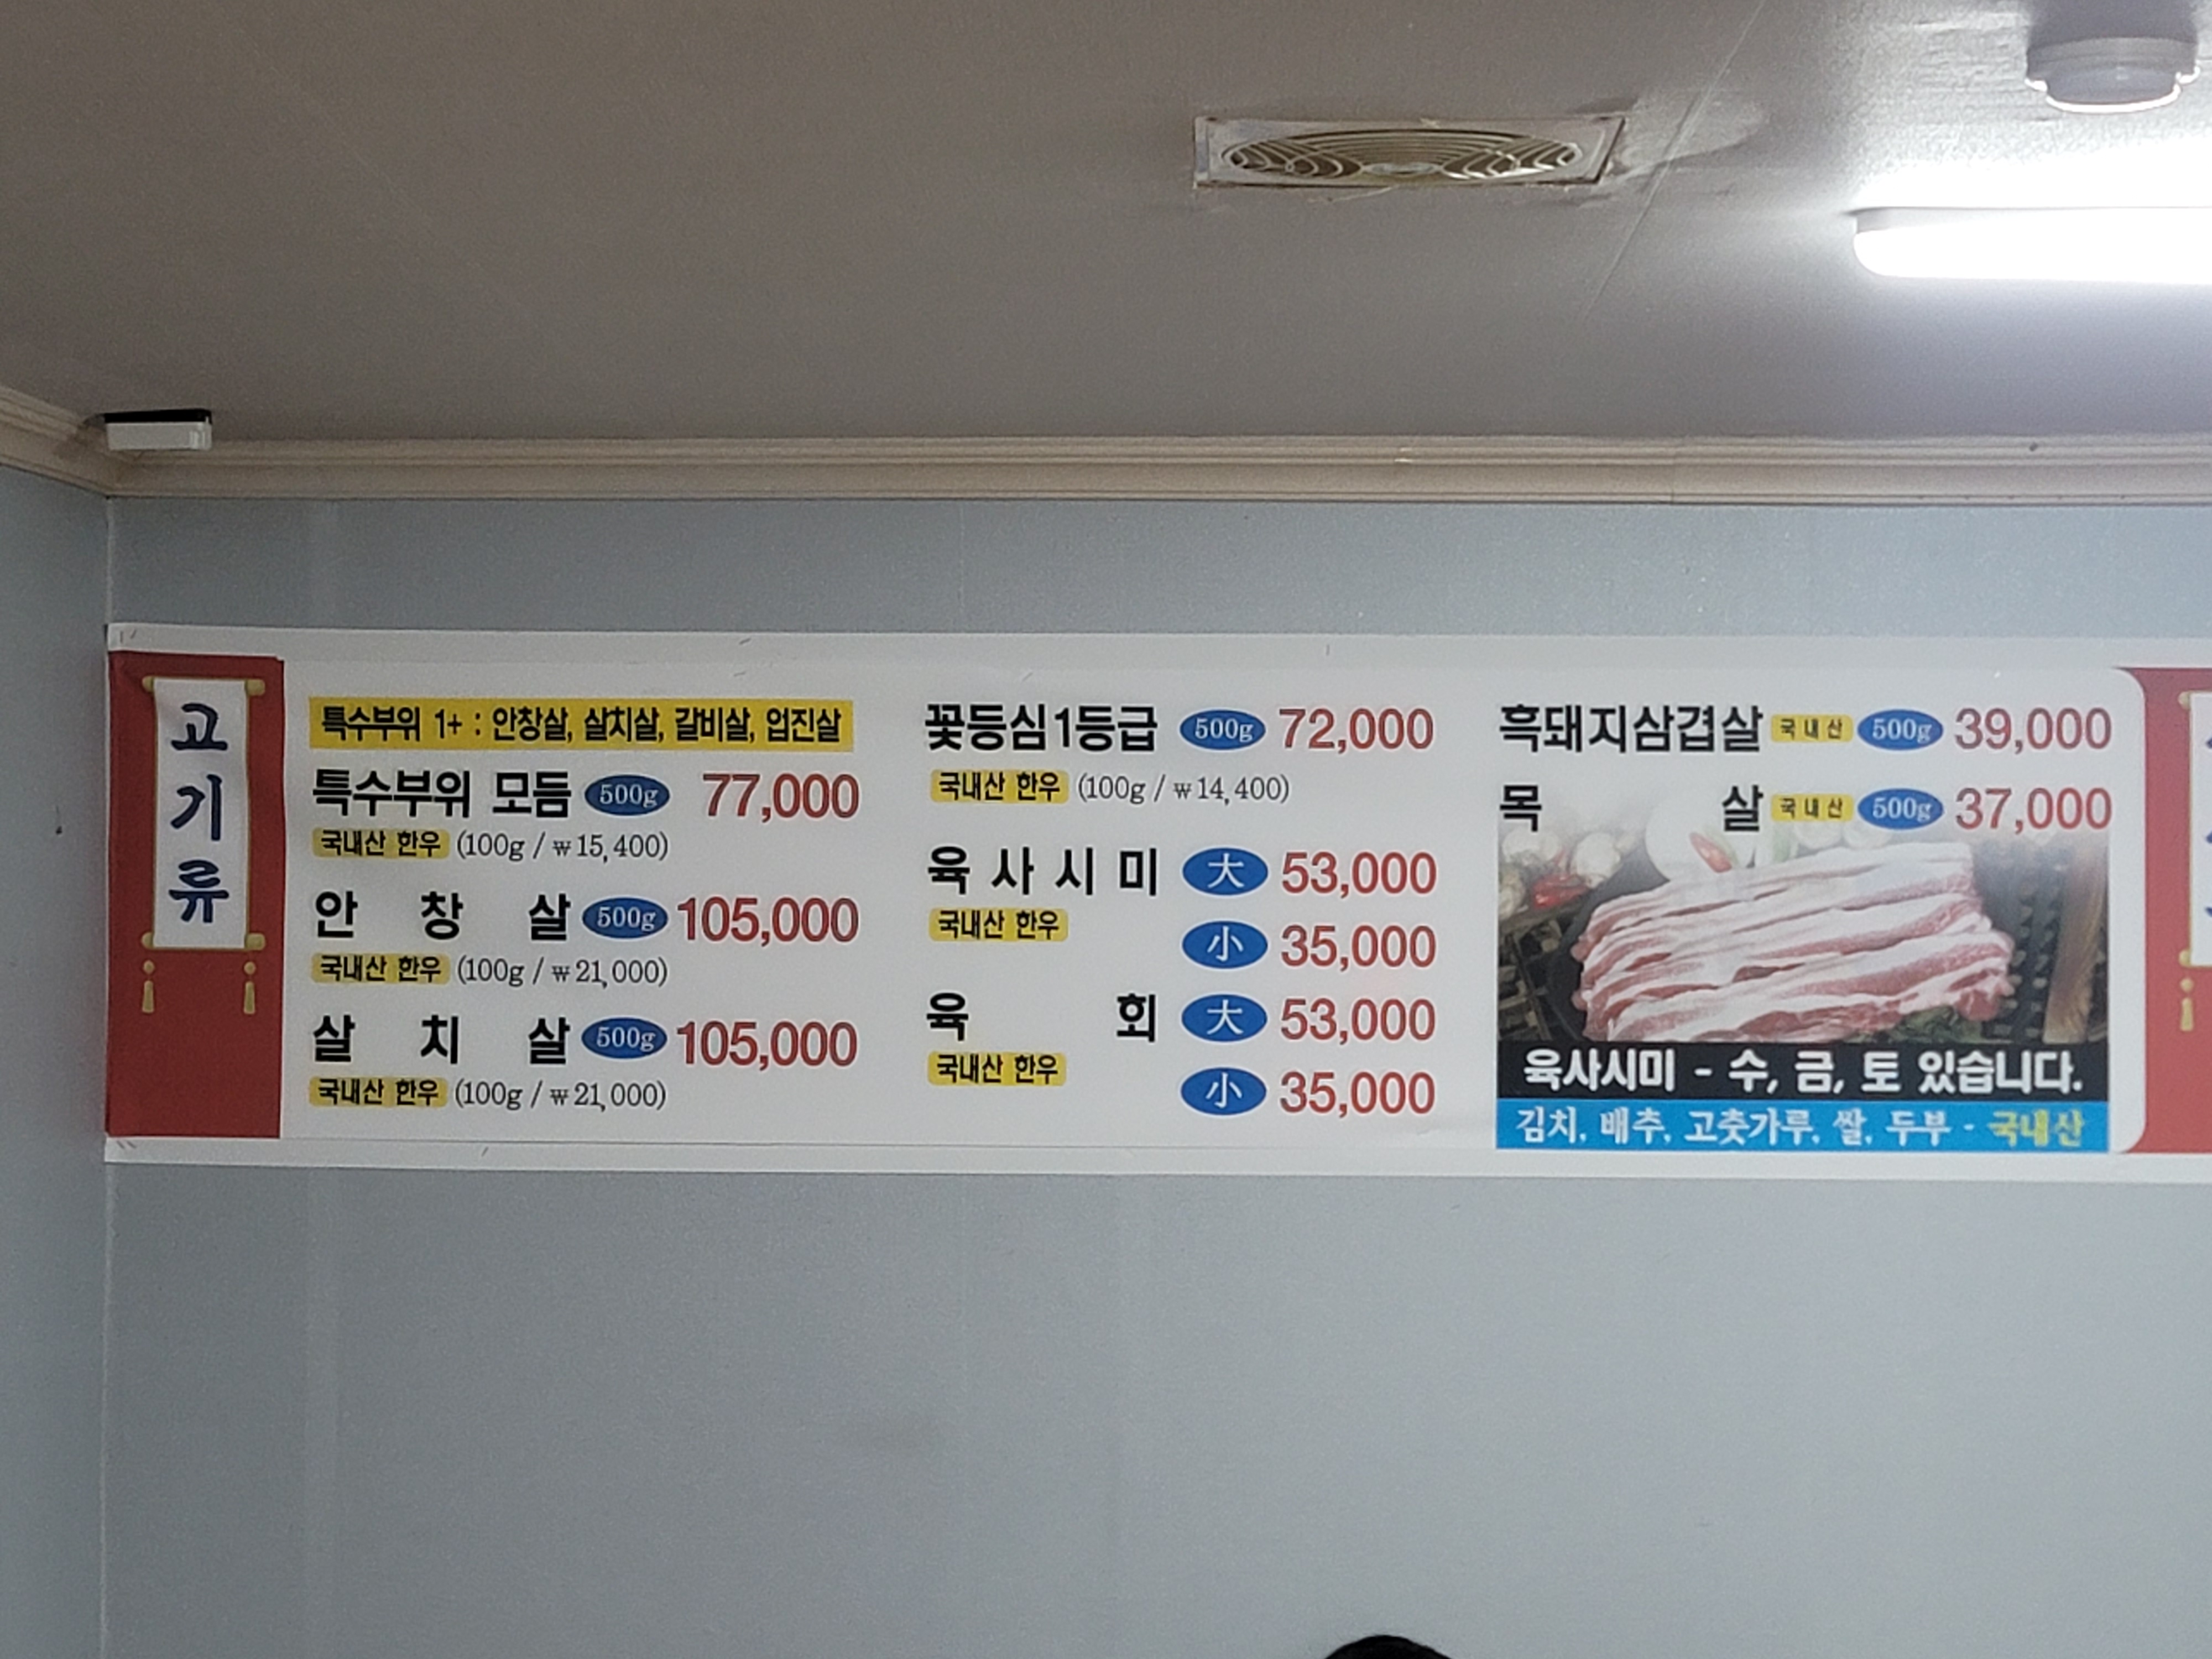 고기류
특수부위 1+ : 안창살, 살치살, 갈비살, 업진살
특수부위 모듬 500g 77,000
국내산 한우 (100g / ₩15,400)
안창살 500g 105,000
국내산 한우 (100g / ₩21,000)
살치살 500g 105,000
국내산 한우 (100g / ₩21,000)
꽃등심1등급 500g 72,000
국내산 한우 (100g / ₩14,400)
육사시미 大 53,000
국내산 한우
小 35,000
육회 大 53,000
국내산 한우
小 35,000
흑돼지삼겹살 국내산 500g 39,000
목살 국내산 500g 37,000
육사시미 - 수, 금, 토 있습니다.
김치, 배추, 고춧가루, 쌀, 두부 - 국내산